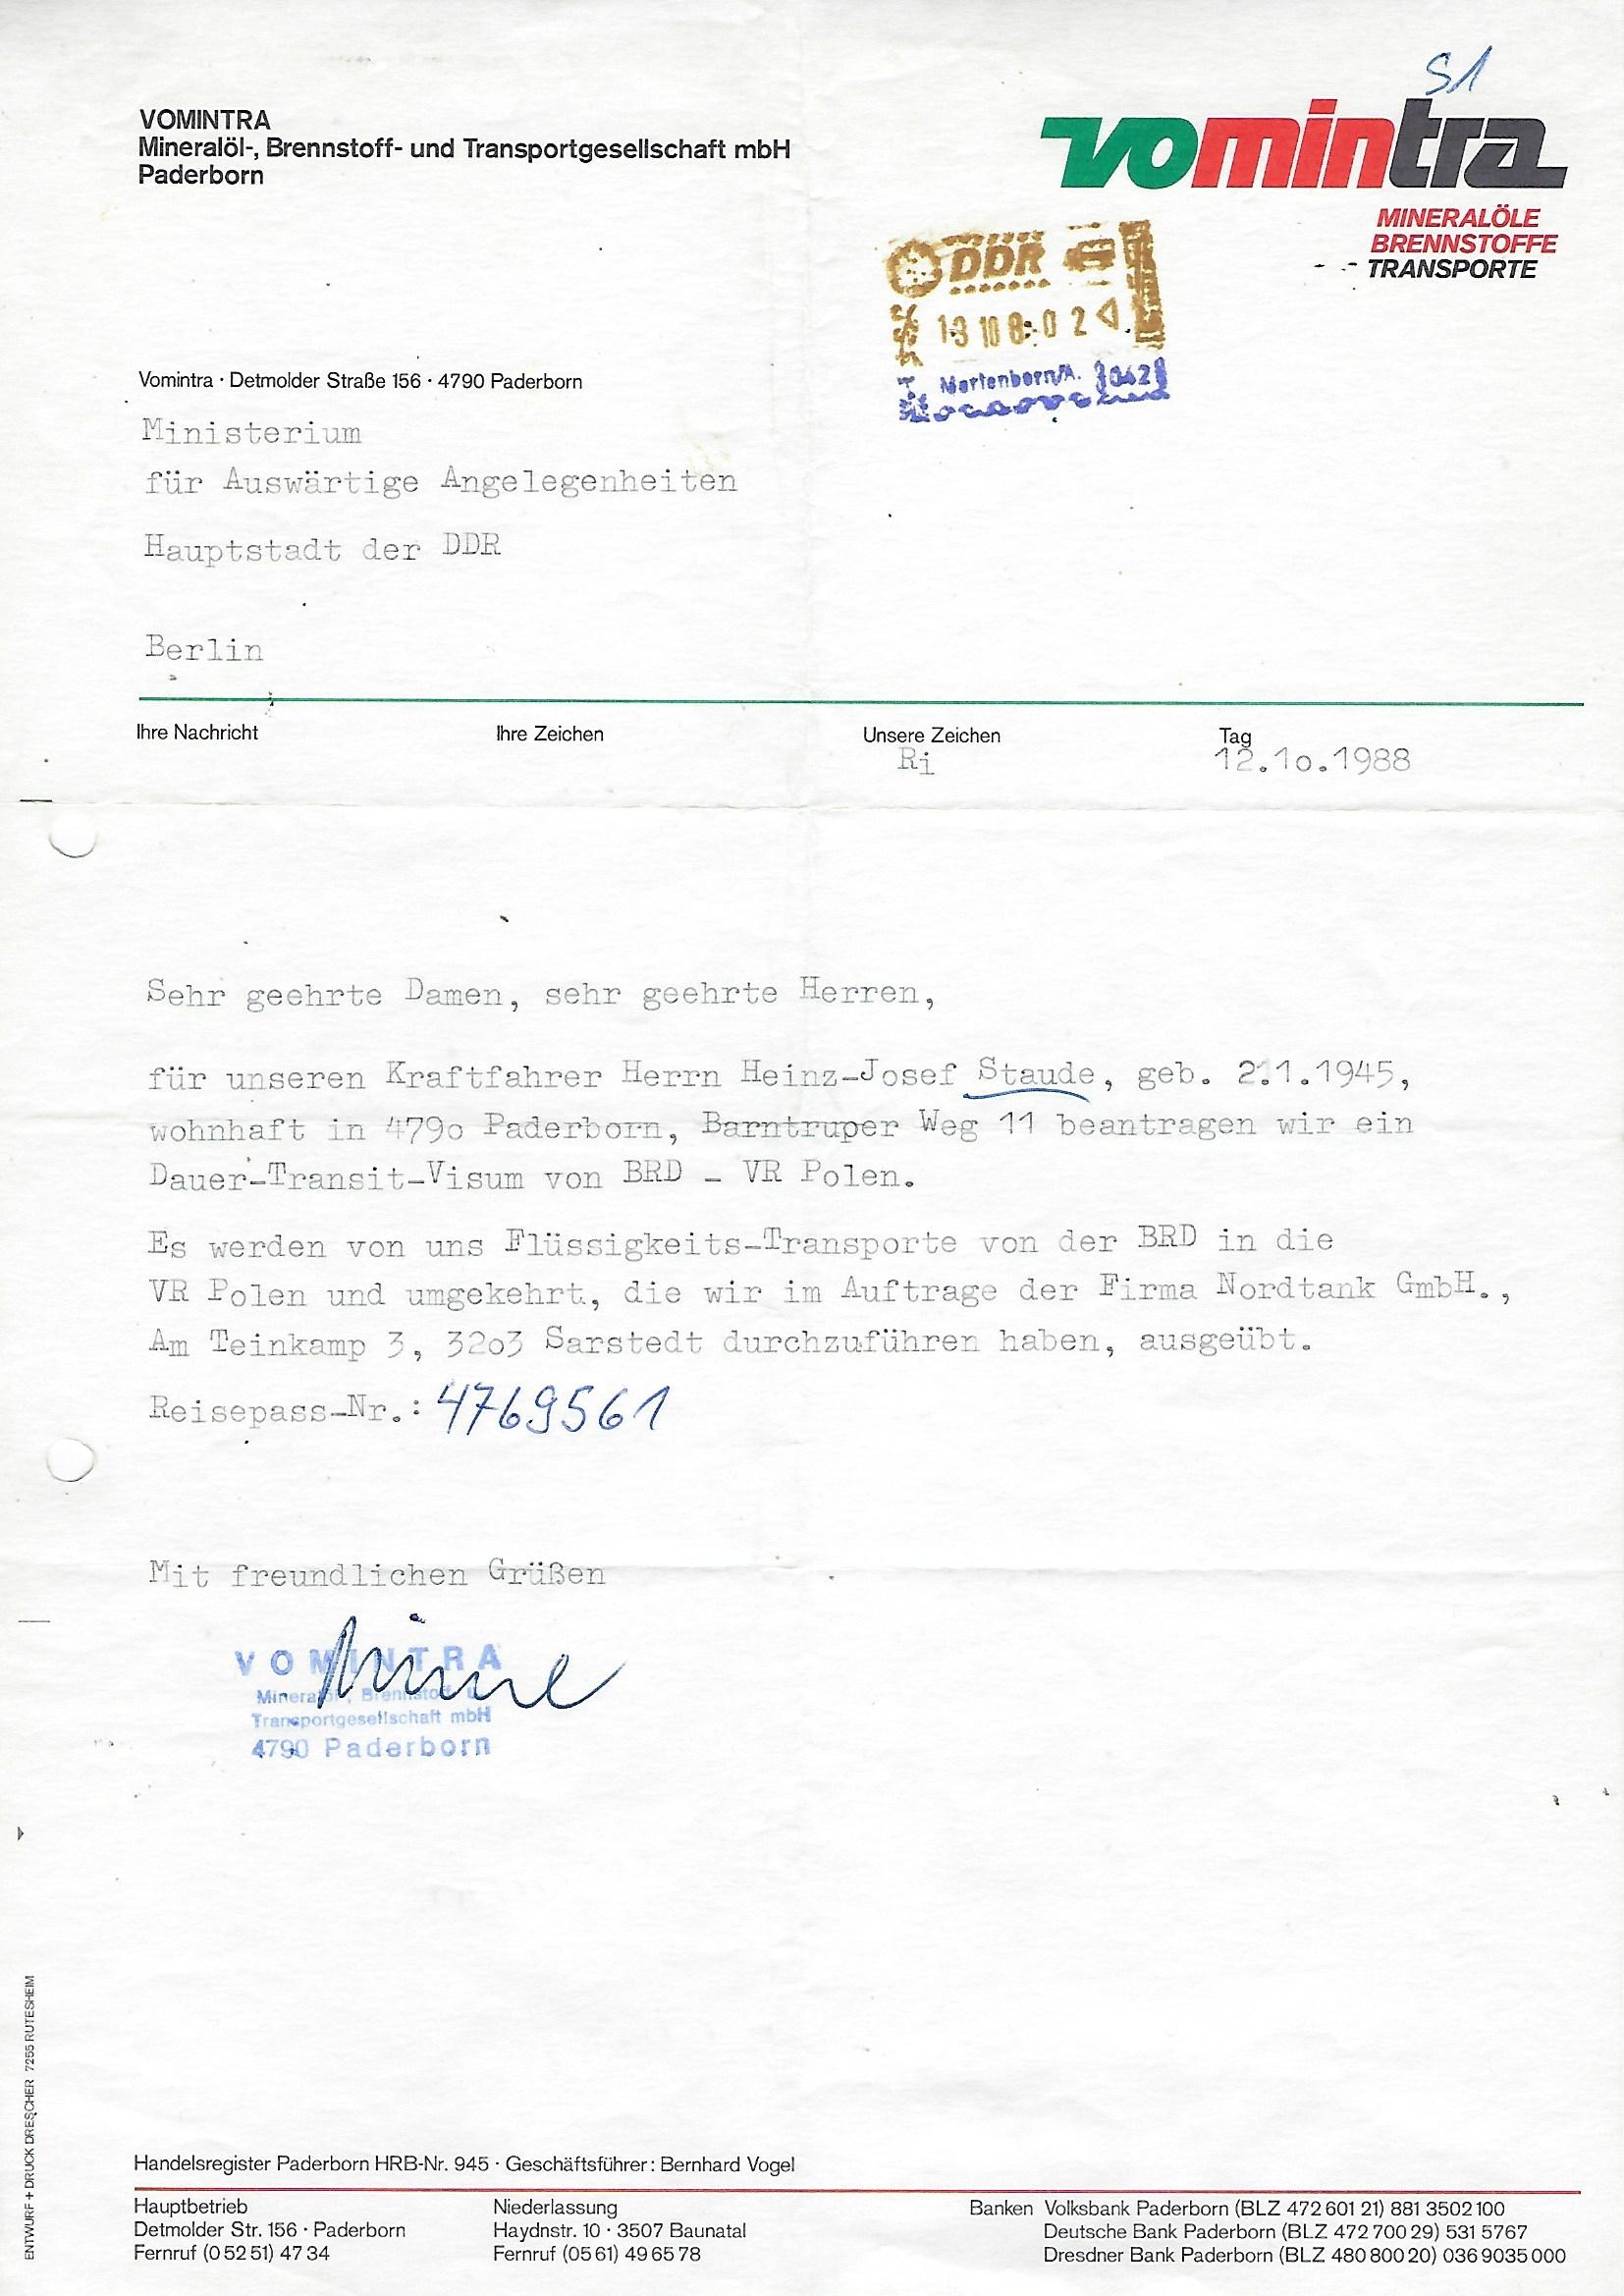 S1
VOMINTRA
Mineralöl-, Brennstoff- und Transportgesellschaft mbH
Paderborn
vomintra
MINERALÖLE
BRENNSTOFFE
TRANSPORTE
DDR
13 10 8 02
Marienborn/A. 1042
Vomintra · Detmolder Straße 156 · 4790 Paderborn
Ministerium
für Auswärtige Angelegenheiten
Hauptstadt der DDR
Berlin
Ihre Nachricht Ihre Zeichen Unsere Zeichen Tag
Ri 12.1o.1988
Sehr geehrte Damen, sehr geehrte Herren,
für unseren Kraftfahrer Herrn Heinz-Josef Staude, geb. 2.1.1945,
wohnhaft in 479o Paderborn, Barntruper Weg 11 beantragen wir ein
Dauer-Transit-Visum von BRD - VR Polen.
Es werden von uns Flüssigkeits-Transporte von der BRD in die
VR Polen und umgekehrt, die wir im Auftrage der Firma Nordtank GmbH.,
Am Teinkamp 3, 32o3 Sarstedt durchzuführen haben, ausgeübt.
Reisepass-Nr.: 4769561
Mit freundlichen Grüßen
VOMINTRA
Mineralöl-, Brennstoff- u.
Transportgesellschaft mbH
4790 Paderborn
ENTWURF + DRUCK DRESCHER 7255 RUTESHEIM
Handelsregister Paderborn HRB-Nr. 945 · Geschäftsführer: Bernhard Vogel
Hauptbetrieb Niederlassung Banken Volksbank Paderborn (BLZ 472 601 21) 881 3502 100
Detmolder Str. 156 · Paderborn Haydnstr. 10 · 3507 Baunatal Deutsche Bank Paderborn (BLZ 472 700 29) 531 5767
Fernruf (0 52 51) 47 34 Fernruf (05 61) 49 65 78 Dresdner Bank Paderborn (BLZ 480 800 20) 036 9035 000